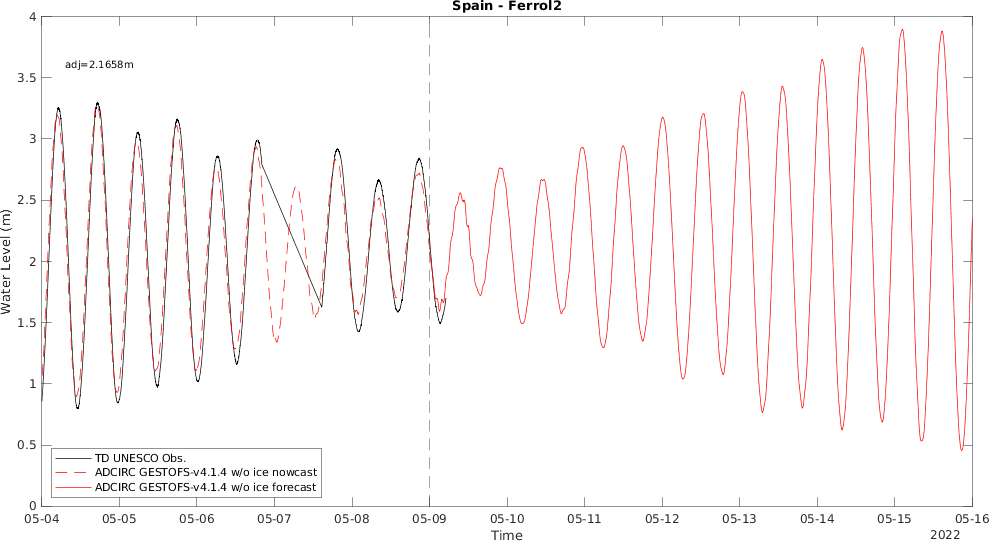 Spain - Ferrol2
adj=2.1658m
Water Level (m)
4
3.5
3
2.5
2
1.5
1
0.5
0
TD UNESCO Obs.
ADCIRC GESTOFS-v4.1.4 w/o ice nowcast
ADCIRC GESTOFS-v4.1.4 w/o ice forecast
05-04 05-05 05-06 05-07 05-08 05-09 05-10 05-11 05-12 05-13 05-14 05-15 05-16
Time
2022